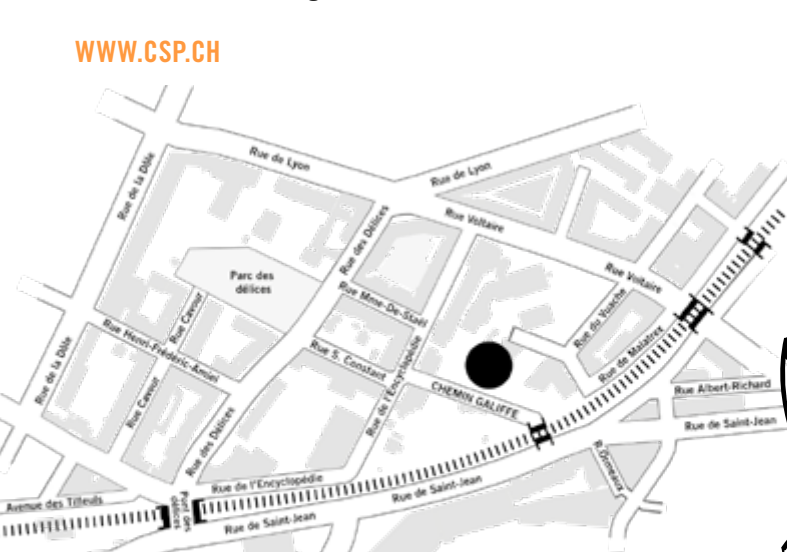 WWW.CSP.CH
Rue de la Dôle
Rue de Lyon
Rue de Lyon
Rue des Délices
Rue Voltaire
Parc des
délices
Rue Mme-De-Staël
Rue Voltaire
Rue du Vuache
Rue de Malatrex
Rue Cavour
Rue Henri-Frédéric-Amiel
Rue S. Constant
Rue de l'Encyclopédie
CHEMIN GALIFFE
Rue de la Dôle
Rue Cavour
Rue des Délices
Rue Albert-Richard
Rue de Saint-Jean
Rue de l'Encyclopédie
Rue de Saint-Jean
Avenue des Tilleuls
Pont des
délices
Rue de Saint-Jean